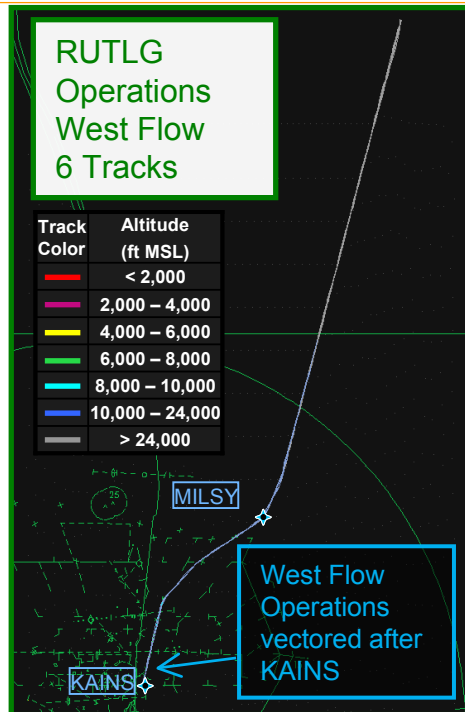 RUTLG
Operations
West Flow
6 Tracks
Track Color Altitude (ft MSL)
< 2,000
2,000 – 4,000
4,000 – 6,000
6,000 – 8,000
8,000 – 10,000
10,000 – 24,000
> 24,000
25
MILSY
West Flow
Operations
vectored after
KAINS
KAINS